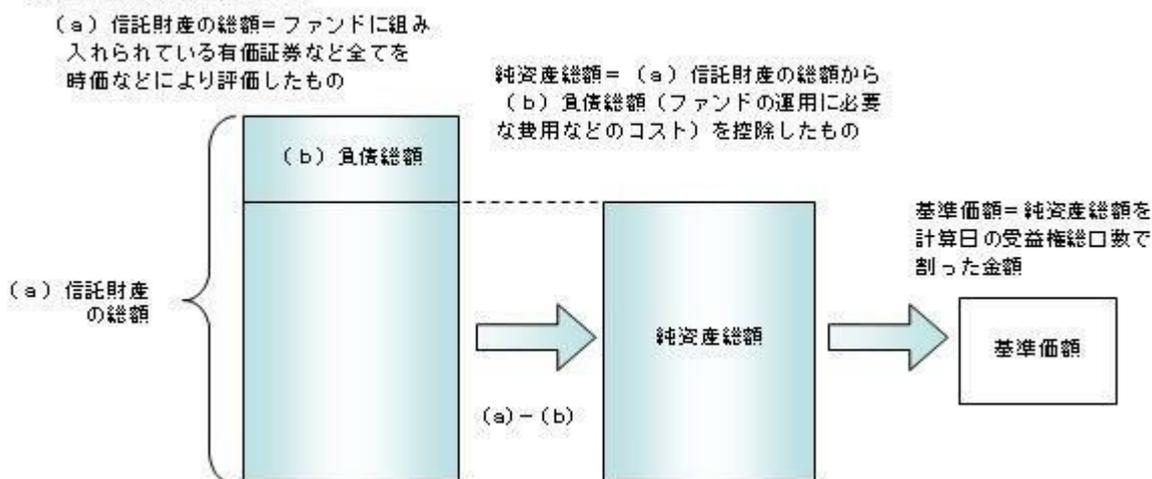 (a)信託財産の総額=ファンドに組み
入れられている有価証券など全てを
時価などにより評価したもの
純資産総額=(a)信託財産の総額から
(b)負債総額(ファンドの運用に必要
な費用などのコスト)を控除したもの
(b)負債総額
基準価額=純資産総額を
計算日の受益権総口数で
割った金額
(a)信託財産
の総額
純資産総額
基準価額
(a)-(b)